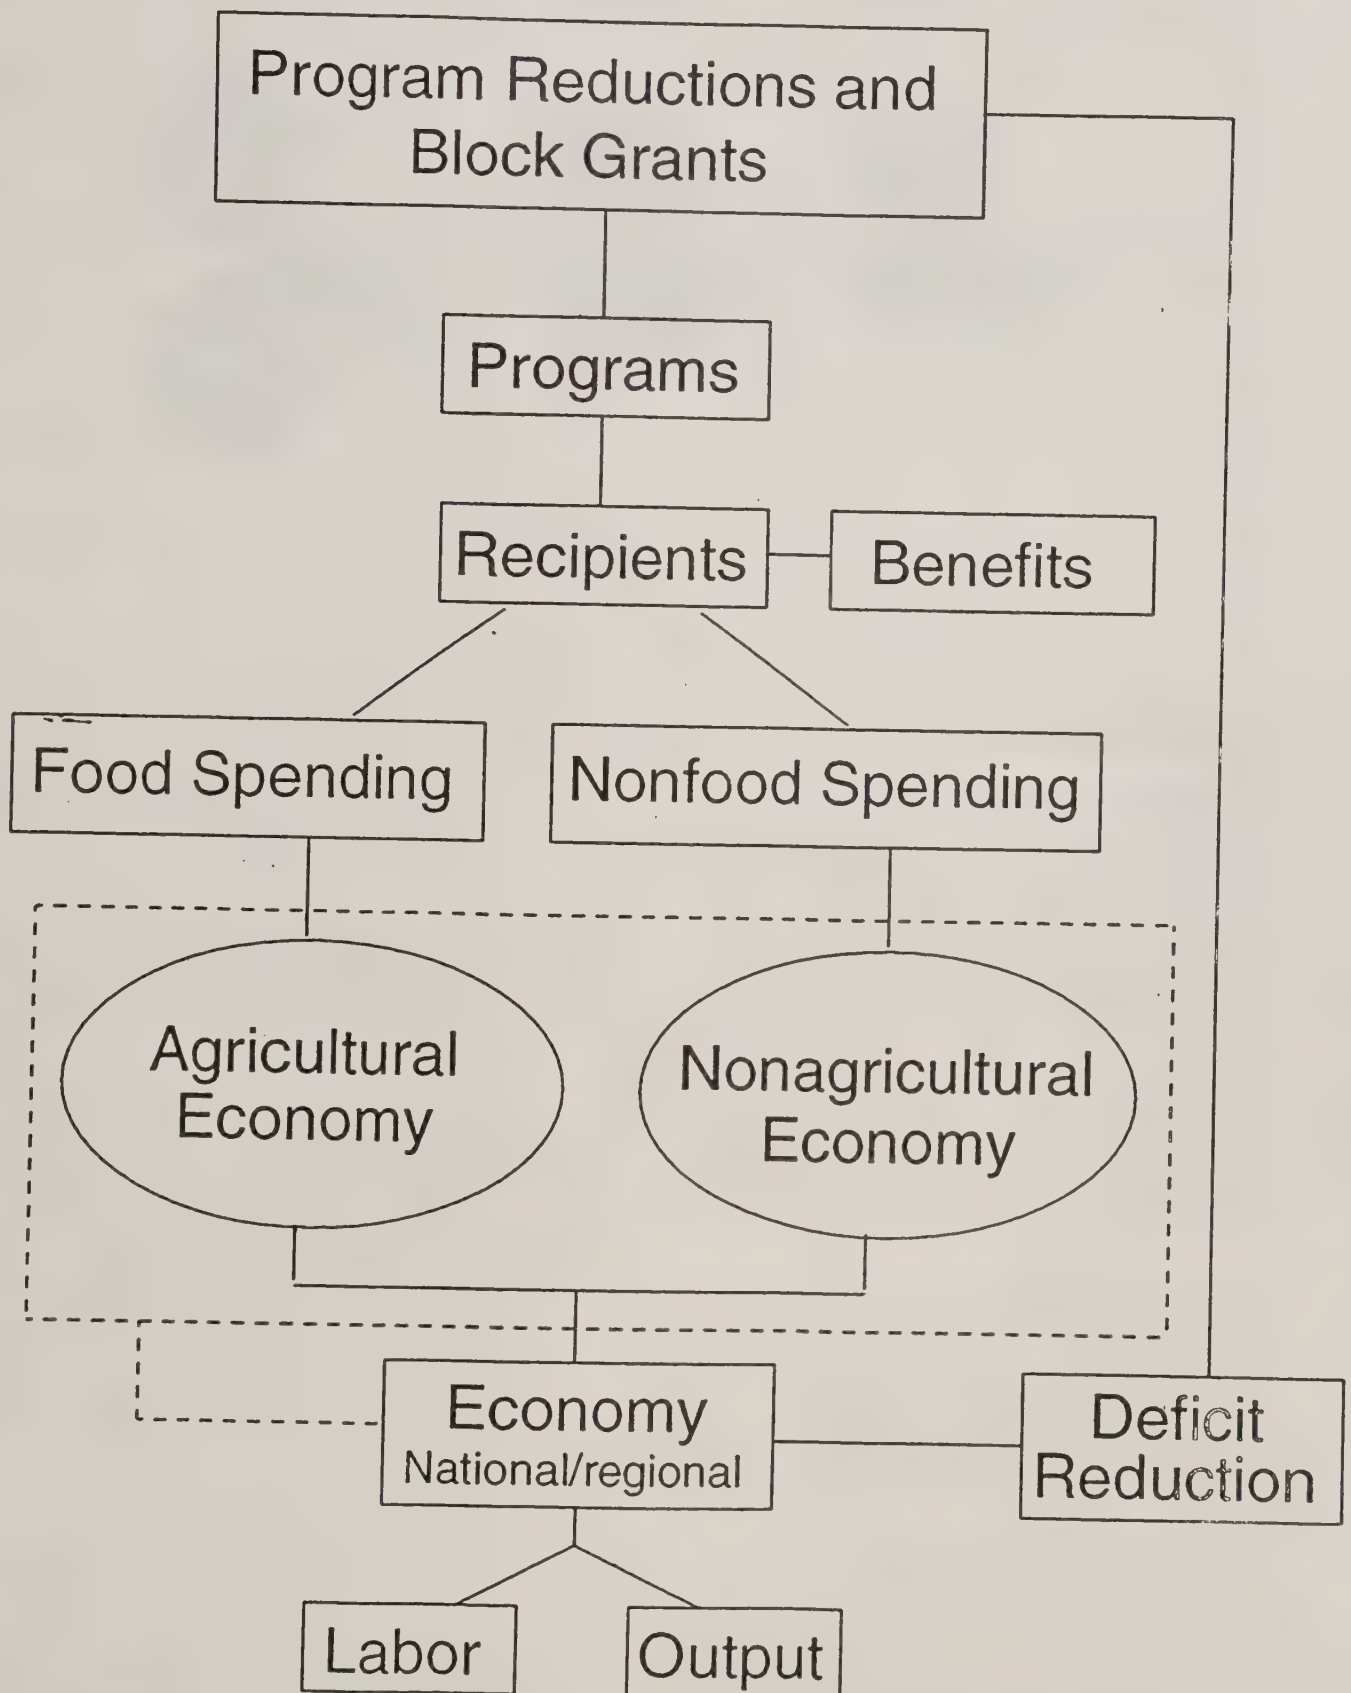 Program Reductions and
Block Grants
Programs
Recipients
Benefits
Food Spending
Nonfood Spending
Agricultural
Economy
Nonagricultural
Economy
Economy
National/regional
Deficit
Reduction
Labor
Output